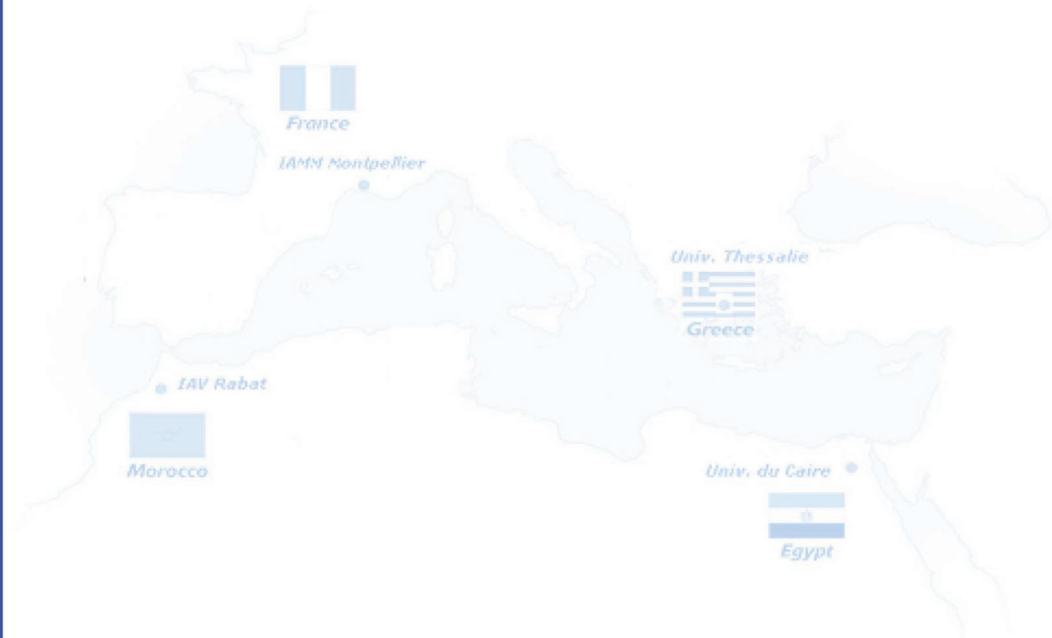 France
IAMM Montpellier
Univ. Thessalie
Greece
IAV Rabat
Morocco
Univ. du Caire
Egypt